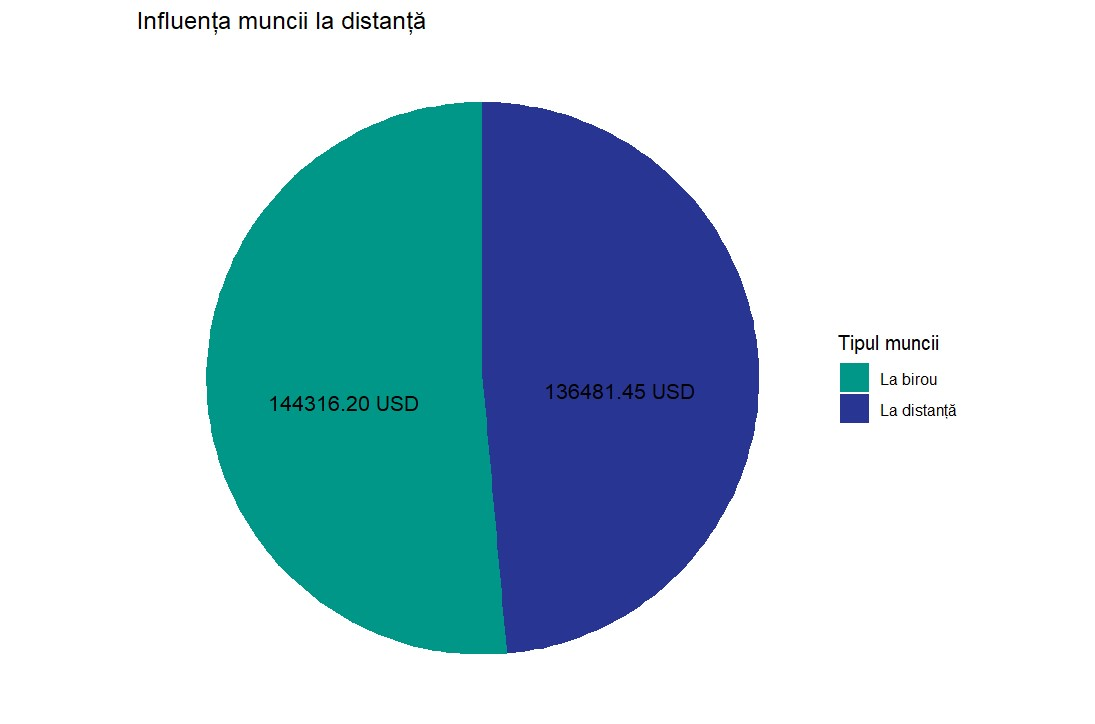 Influența muncii la distanță
144316.20 USD
136481.45 USD
Tipul muncii
La birou
La distanță